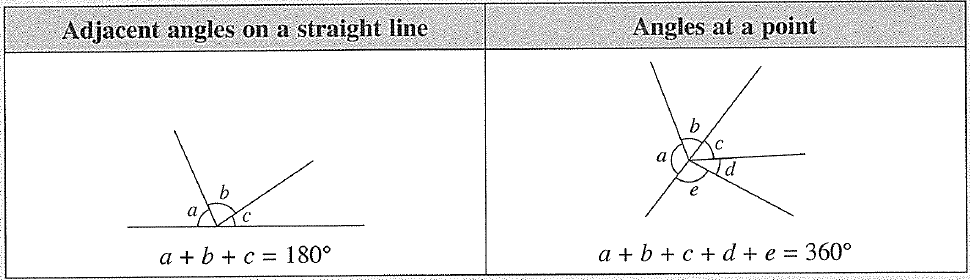 Adjacent angles on a straight line
Angles at a point
b
a
c
a + b + c = 180°
b
c
a
d
e
a + b + c + d + e = 360°